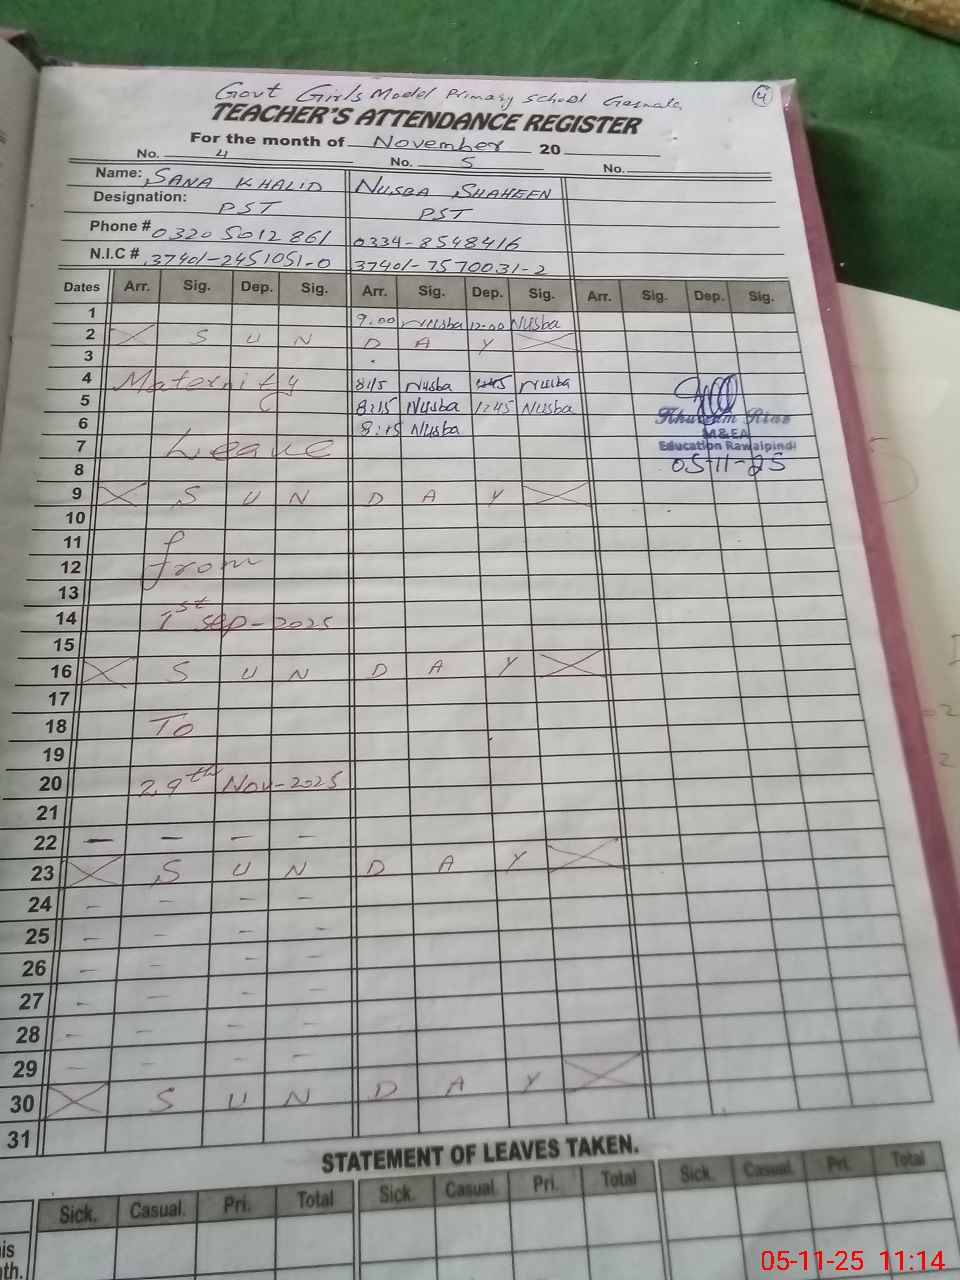 Govt Girls Model Primary School
4
TEACHER'S ATTENDANCE REGISTER
For the month of November 20
No. 4 No. 5 No.
Name: SANA KHALID NUSBA SHAHEEN
Designation: PST PST
Phone # 0320 5012861 0334-8548416
N.I.C # 37401-2451051-0 37401-7570031-2
Dates Arr. Sig. Dep. Sig. Arr. Sig. Dep. Sig. Arr. Sig. Dep. Sig.
1 9.00 Nusba 12.00 Nusba
2 S U N D A Y
3
4 Maternity 8:15 Nusba Nusba
5 8:15 Nusba 12:45 Nusba
6 8:15 Nusba
M&EA
7 Leave Education Rawalpindi
8 05-11-25
9 S U N D A Y
10
11
12 from
13
14 1st Sep-2025
15
16 S U N D A Y
17
18 To
19
20 29th Nov-2025
21
22 — — — —
23 S U N D A Y
24 – – – –
25 – – – –
26 – – – –
27 – – – –
28 – – – –
29 – – – –
30 S U N D A Y
31
STATEMENT OF LEAVES TAKEN.
Sick. Casual. Pri. Total Sick. Casual. Pri. Total Sick. Casual. Pri. Total
05-11-25 11:14